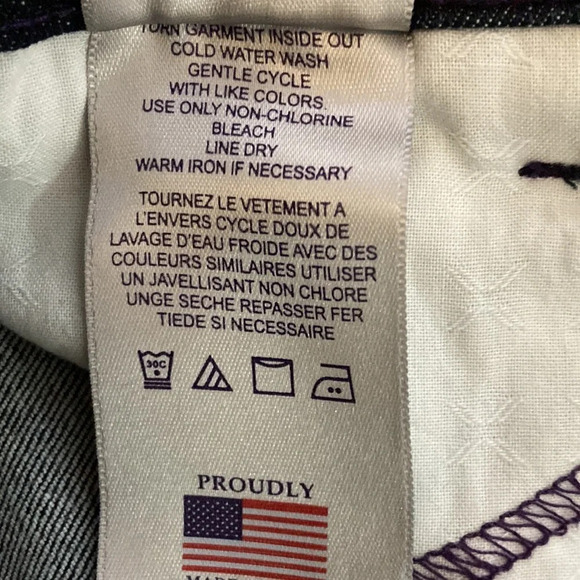 TURN GARMENT INSIDE OUT
COLD WATER WASH
GENTLE CYCLE
WITH LIKE COLORS.
USE ONLY NON-CHLORINE
BLEACH
LINE DRY
WARM IRON IF NECESSARY
TOURNEZ LE VETEMENT A
L'ENVERS CYCLE DOUX DE
LAVAGE D'EAU FROIDE AVEC DES
COULEURS SIMILAIRES UTILISER
UN JAVELLISANT NON CHLORE
UNGE SECHE REPASSER FER
TIEDE SI NECESSAIRE
30C
PROUDLY